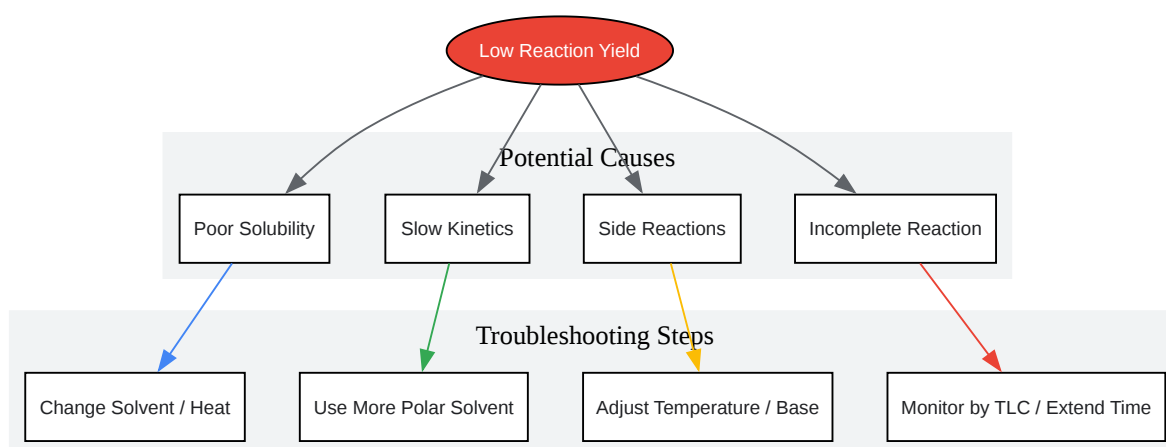 Low Reaction Yield
Potential Causes
Poor Solubility
Slow Kinetics
Side Reactions
Incomplete Reaction
Troubleshooting Steps
Change Solvent / Heat
Use More Polar Solvent
Adjust Temperature / Base
Monitor by TLC / Extend Time